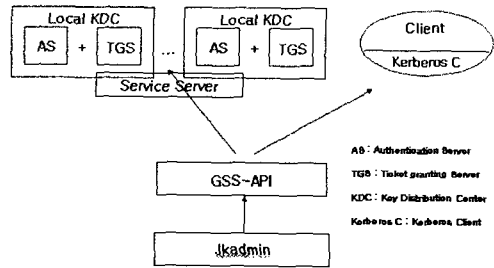 Local KDC
AS + TGS
...
Local KDC
AS + TGS
Service Server
Client
Kerberos C
GSS-API
lkadmin
AS : Authentication Server
TGS : Ticket granting Server
KDC : Key Distribution Center
Kerberos C : Kerberos Client